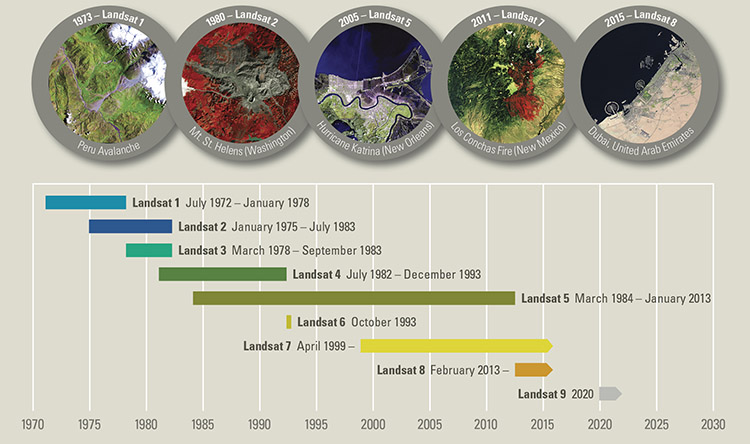 1973 – Landsat 1
Peru Avalanche
1980 – Landsat 2
Mt. St. Helens (Washington)
2005 – Landsat 5
Hurricane Katrina (New Orleans)
2011 – Landsat 7
Los Conchas Fire (New Mexico)
2015 – Landsat 8
Dubai, United Arab Emirates
Landsat 1 July 1972 – January 1978
Landsat 2 January 1975 – July 1983
Landsat 3 March 1978 – September 1983
Landsat 4 July 1982 – December 1993
Landsat 5 March 1984 – January 2013
Landsat 6 October 1993
Landsat 7 April 1999 –
Landsat 8 February 2013 –
Landsat 9 2020
1970 1975 1980 1985 1990 1995 2000 2005 2010 2015 2020 2025 2030